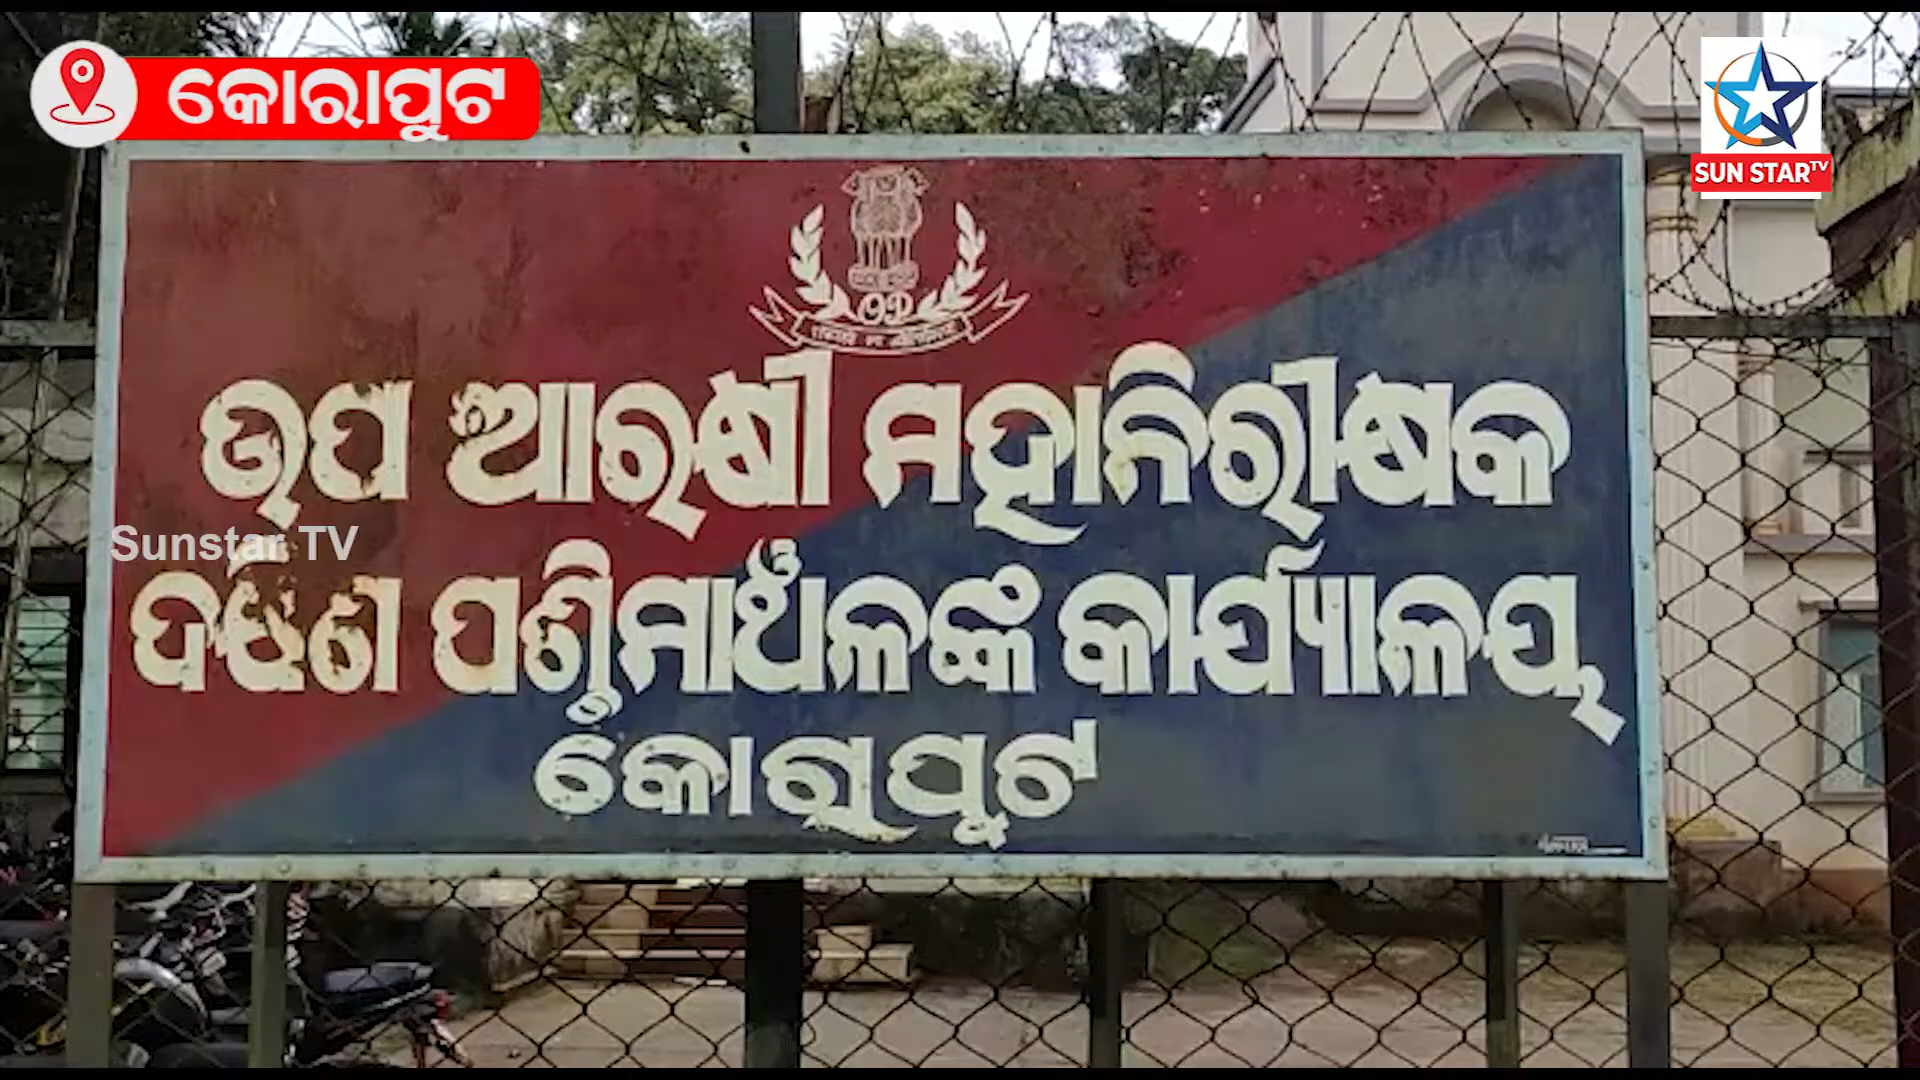 କୋରାପୁଟ
SUN STAR TV
ଉପ ଆରକ୍ଷୀ ମହାନିରୀକ୍ଷକ
Sunstar TV
ଦକ୍ଷିଣ ପଶ୍ଚିମାଞ୍ଚଳଙ୍କ କାର୍ଯ୍ୟାଳୟ
କୋରାପୁଟ